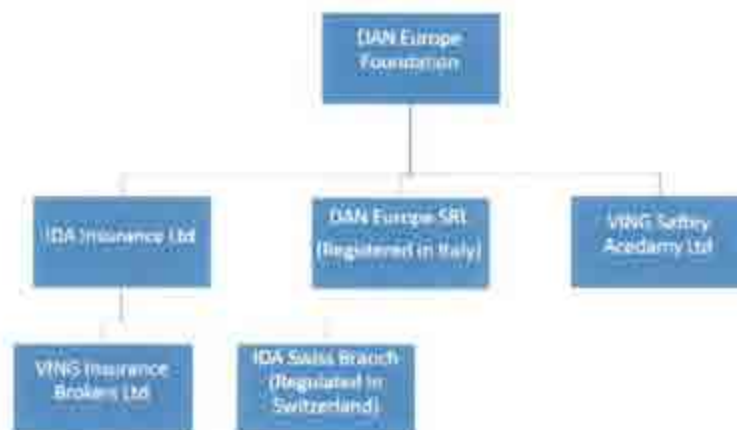 DAN Europe
Foundation
IDA Insurance Ltd
DAN Europe SRL
(Registered in Italy)
VING Saftey
Acedamy Ltd
VING Insurance
Brokers Ltd
IDA Swiss Branch
(Regulated in
Switzerland)